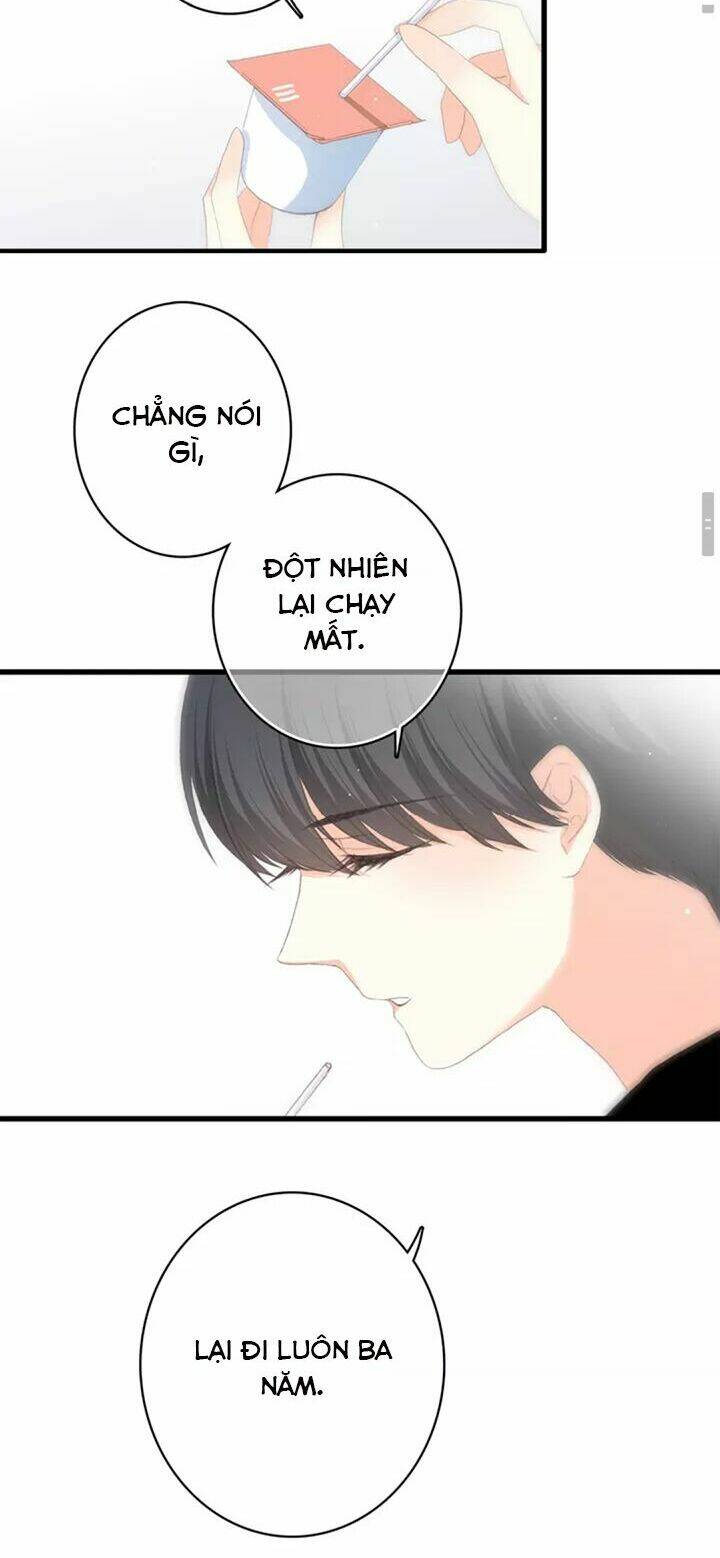 CHẲNG NÓI
GÌ,
ĐỘT NHIÊN
LẠI CHẠY
MẤT.
LẠI ĐI LUÔN BA
NĂM.